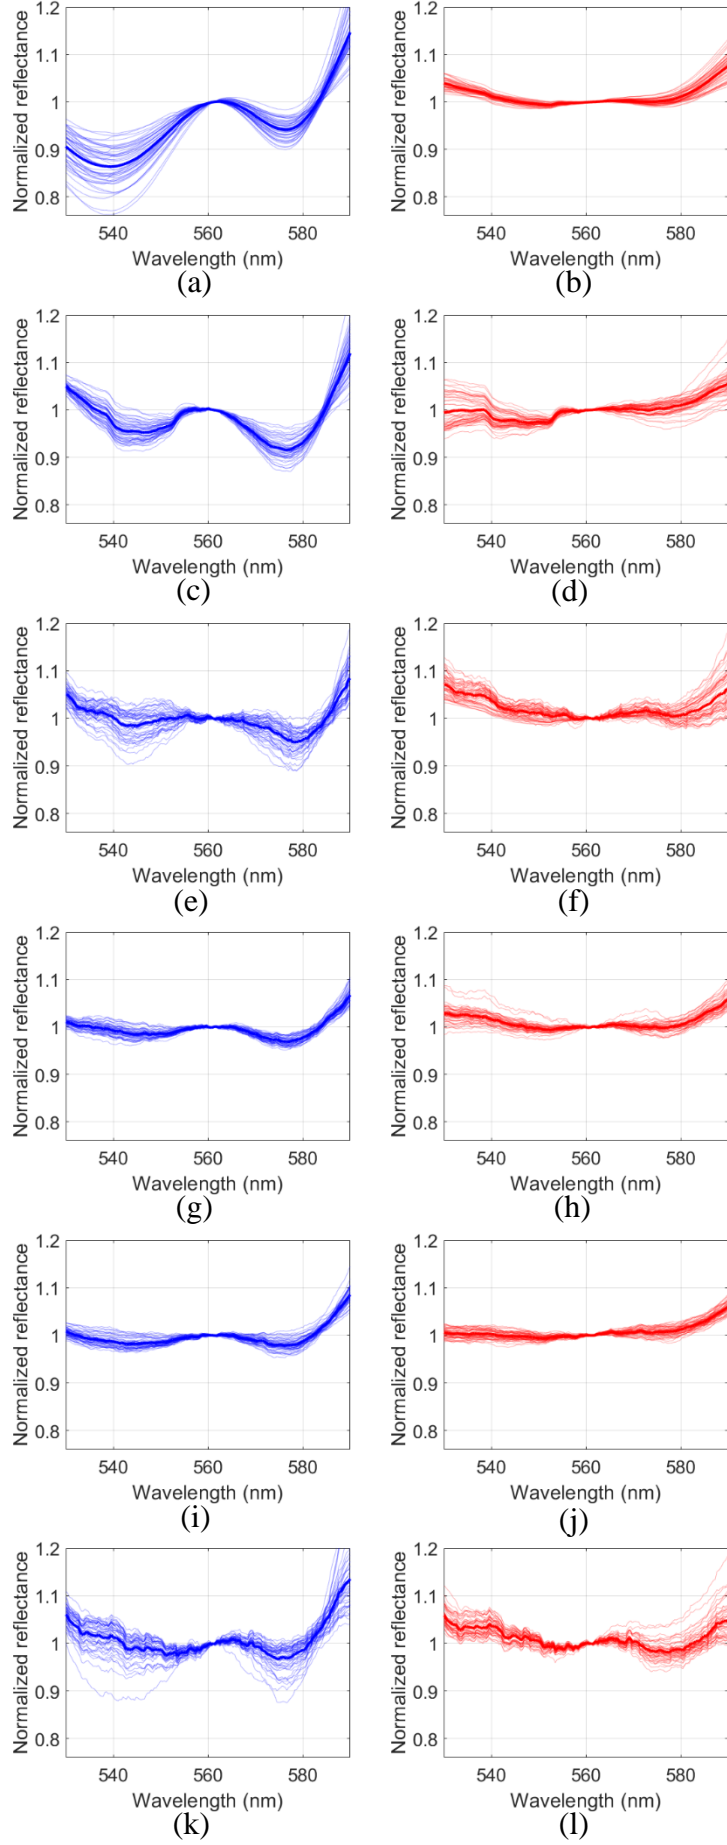 1.2
1.1
1
0.9
0.8
Normalized reflectance
540 560 580
Wavelength (nm)
(a)
1.2
1.1
1
0.9
0.8
Normalized reflectance
540 560 580
Wavelength (nm)
(b)
1.2
1.1
1
0.9
0.8
Normalized reflectance
540 560 580
Wavelength (nm)
(c)
1.2
1.1
1
0.9
0.8
Normalized reflectance
540 560 580
Wavelength (nm)
(d)
1.2
1.1
1
0.9
0.8
Normalized reflectance
540 560 580
Wavelength (nm)
(e)
1.2
1.1
1
0.9
0.8
Normalized reflectance
540 560 580
Wavelength (nm)
(f)
1.2
1.1
1
0.9
0.8
Normalized reflectance
540 560 580
Wavelength (nm)
(g)
1.2
1.1
1
0.9
0.8
Normalized reflectance
540 560 580
Wavelength (nm)
(h)
1.2
1.1
1
0.9
0.8
Normalized reflectance
540 560 580
Wavelength (nm)
(i)
1.2
1.1
1
0.9
0.8
Normalized reflectance
540 560 580
Wavelength (nm)
(j)
1.2
1.1
1
0.9
0.8
Normalized reflectance
540 560 580
Wavelength (nm)
(k)
1.2
1.1
1
0.9
0.8
Normalized reflectance
540 560 580
Wavelength (nm)
(l)